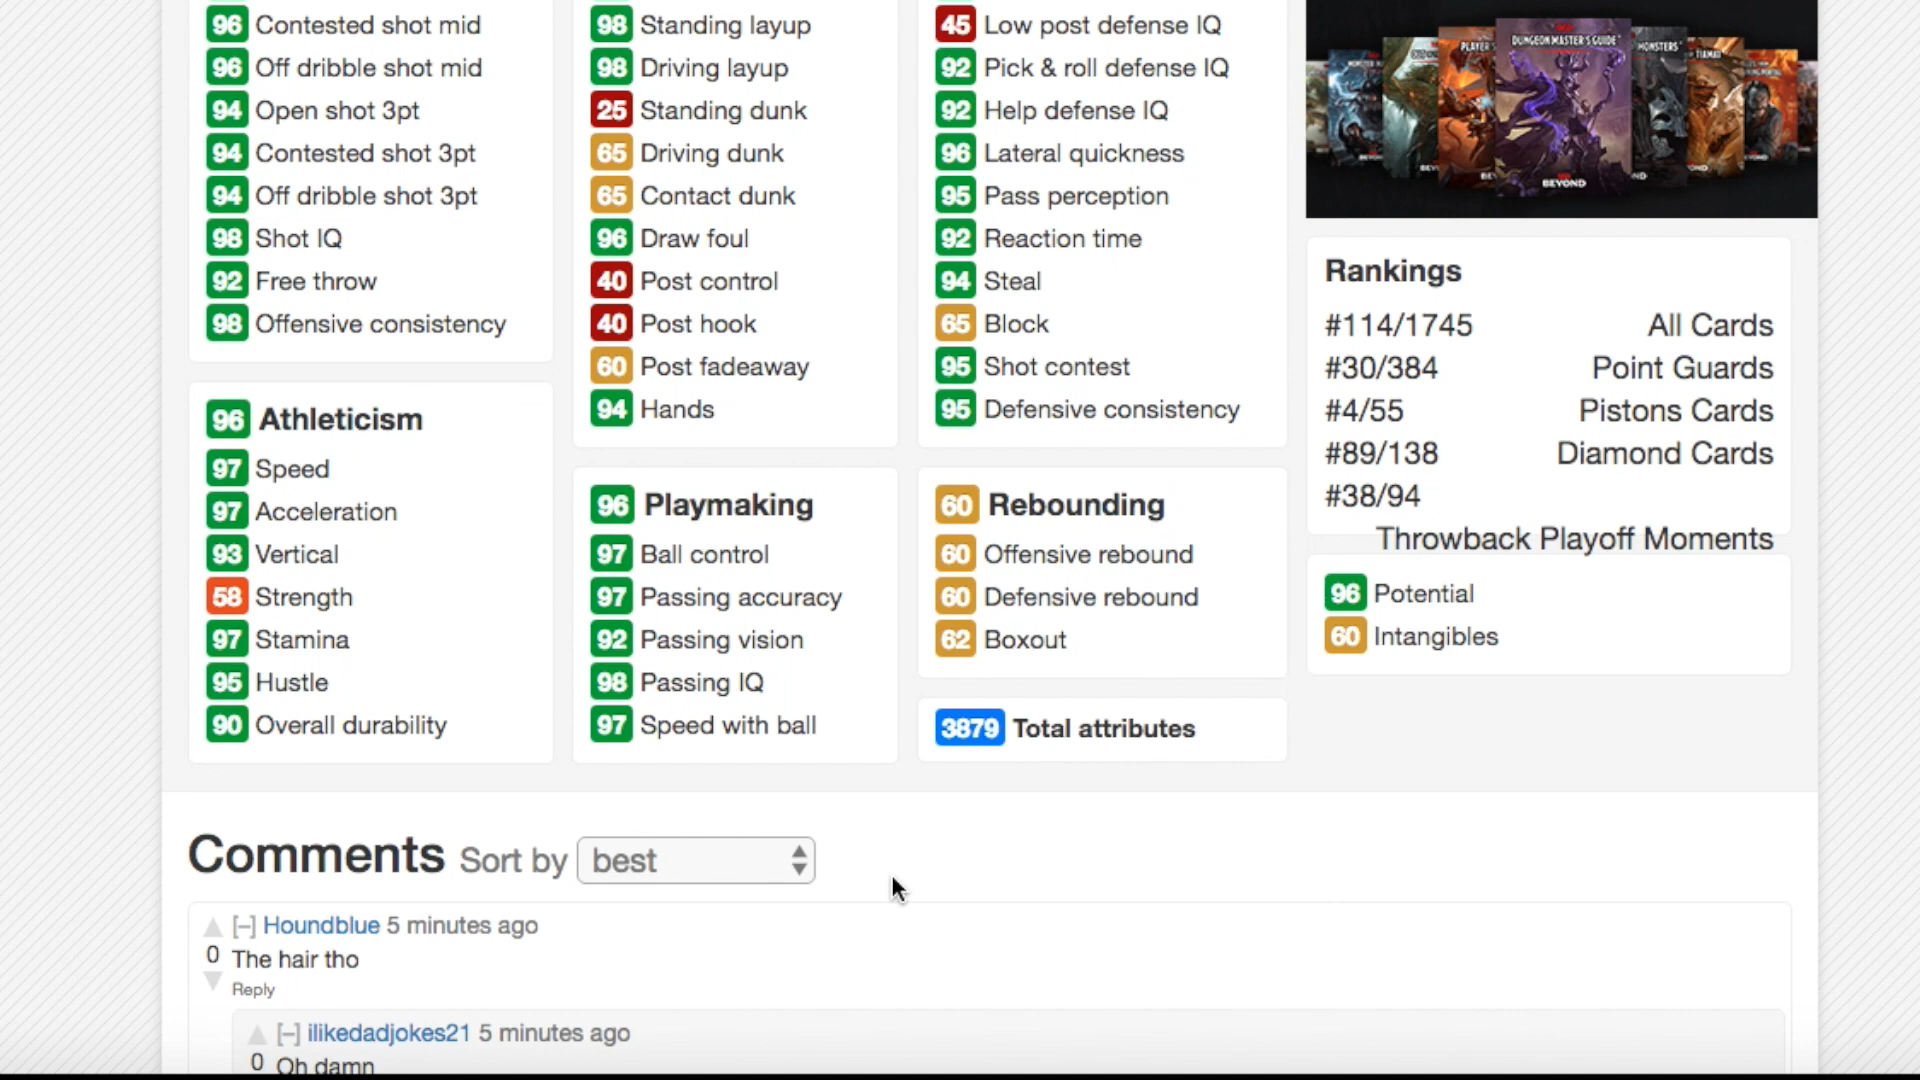 96 Contested shot mid
96 Off dribble shot mid
94 Open shot 3pt
94 Contested shot 3pt
94 Off dribble shot 3pt
98 Shot IQ
92 Free throw
98 Offensive consistency
96 Athleticism
97 Speed
97 Acceleration
93 Vertical
58 Strength
97 Stamina
95 Hustle
90 Overall durability
98 Standing layup
98 Driving layup
25 Standing dunk
65 Driving dunk
65 Contact dunk
96 Draw foul
40 Post control
40 Post hook
60 Post fadeaway
94 Hands
96 Playmaking
97 Ball control
97 Passing accuracy
92 Passing vision
98 Passing IQ
97 Speed with ball
45 Low post defense IQ
92 Pick & roll defense IQ
92 Help defense IQ
96 Lateral quickness
95 Pass perception
92 Reaction time
94 Steal
65 Block
95 Shot contest
95 Defensive consistency
60 Rebounding
60 Offensive rebound
60 Defensive rebound
62 Boxout
3879 Total attributes
DUNGEON MASTER'S GUIDE
BEYOND
Rankings
#114/1745 All Cards
#30/384 Point Guards
#4/55 Pistons Cards
#89/138 Diamond Cards
#38/94
Throwback Playoff Moments
96 Potential
60 Intangibles
Comments Sort by best
[–] Houndblue 5 minutes ago
0 The hair tho
Reply
[–] ilikedadjokes21 5 minutes ago
0 Oh damn